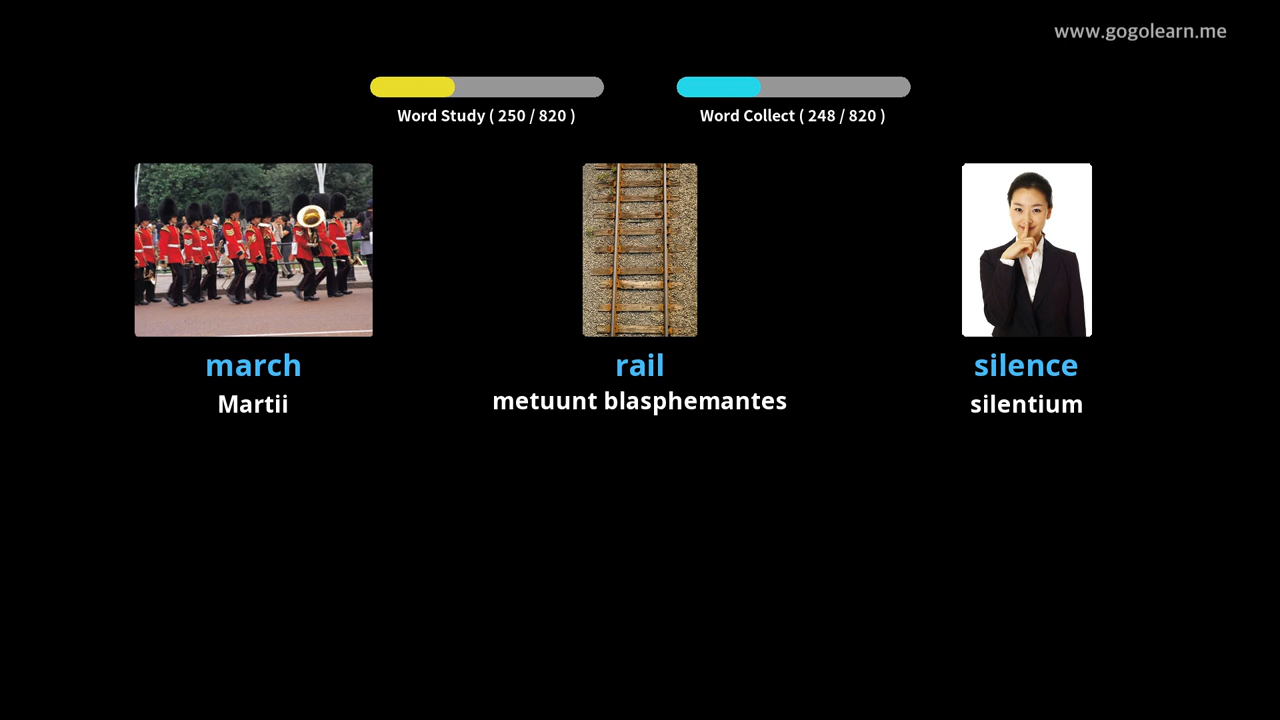 www.gogolearn.me
Word Study ( 250 / 820 )
Word Collect ( 248 / 820 )
march
Martii
rail
metuunt blasphemantes
silence
silentium